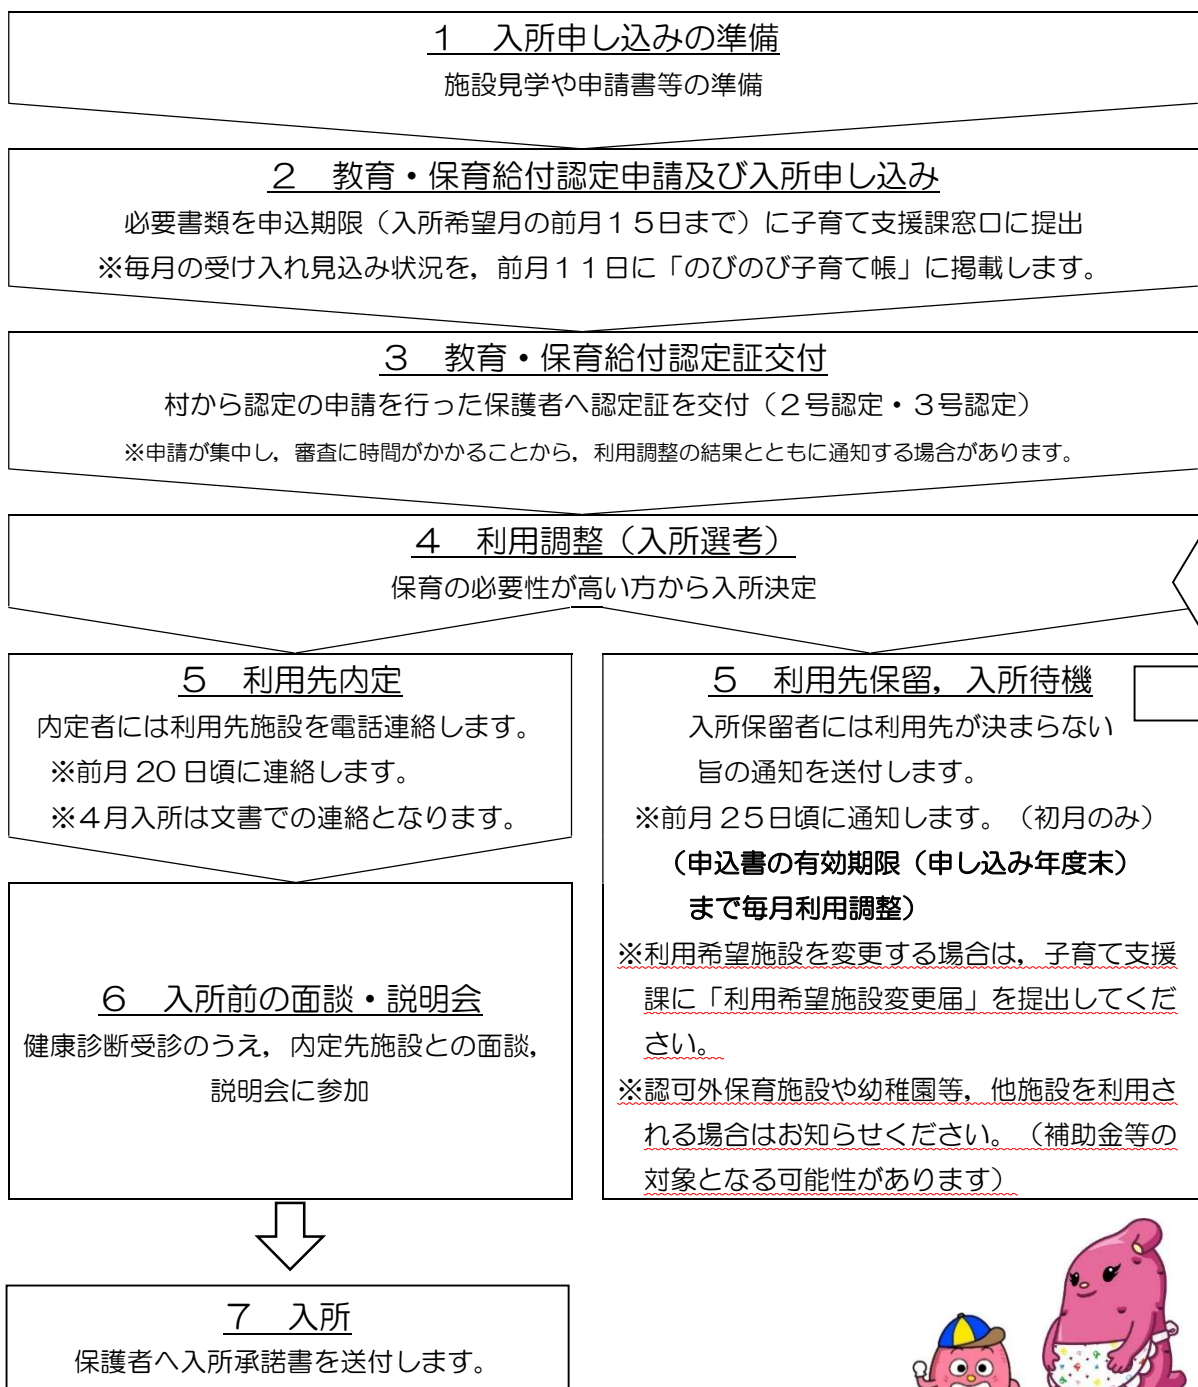 １　入所申し込みの準備
施設見学や申請書等の準備
２　教育・保育給付認定申請及び入所申し込み
必要書類を申込期限（入所希望月の前月１５日まで）に子育て支援課窓口に提出
※毎月の受け入れ見込み状況を，前月１１日に「のびのび子育て帳」に掲載します。
３　教育・保育給付認定証交付
村から認定の申請を行った保護者へ認定証を交付（２号認定・３号認定）
※申請が集中し，審査に時間がかかることから，利用調整の結果とともに通知する場合があります。
４　利用調整（入所選考）
保育の必要性が高い方から入所決定
５　利用先内定
内定者には利用先施設を電話連絡します。
※前月 20 日頃に連絡します。
※４月入所は文書での連絡となります。
６　入所前の面談・説明会
健康診断受診のうえ，内定先施設との面談，
説明会に参加
７　入所
保護者へ入所承諾書を送付します。
５　利用先保留，入所待機
入所保留者には利用先が決まらない
旨の通知を送付します。
※前月 2５日頃に通知します。（初月のみ）
（申込書の有効期限（申し込み年度末）
まで毎月利用調整）
※利用希望施設を変更する場合は，子育て支援
課に「利用希望施設変更届」を提出してくだ
さい。
※認可外保育施設や幼稚園等，他施設を利用さ
れる場合はお知らせください。（補助金等の
対象となる可能性があります）